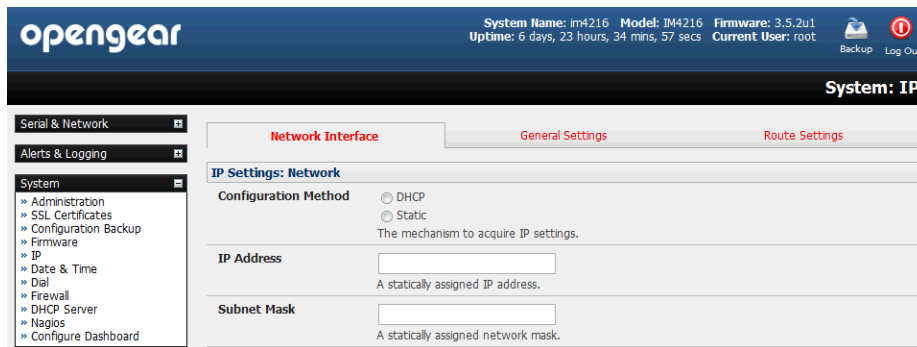 opengear
System Name: im4216 Model: IM4216 Firmware: 3.5.2u1
Uptime: 6 days, 23 hours, 34 mins, 57 secs Current User: root
Backup
Log Ou
System: IP
Serial & Network
Alerts & Logging
System
» Administration
» SSL Certificates
» Configuration Backup
» Firmware
» IP
» Date & Time
» Dial
» Firewall
» DHCP Server
» Nagios
» Configure Dashboard
Network Interface
General Settings
Route Settings
IP Settings: Network
Configuration Method
DHCP
Static
The mechanism to acquire IP settings.
IP Address
A statically assigned IP address.
Subnet Mask
A statically assigned network mask.